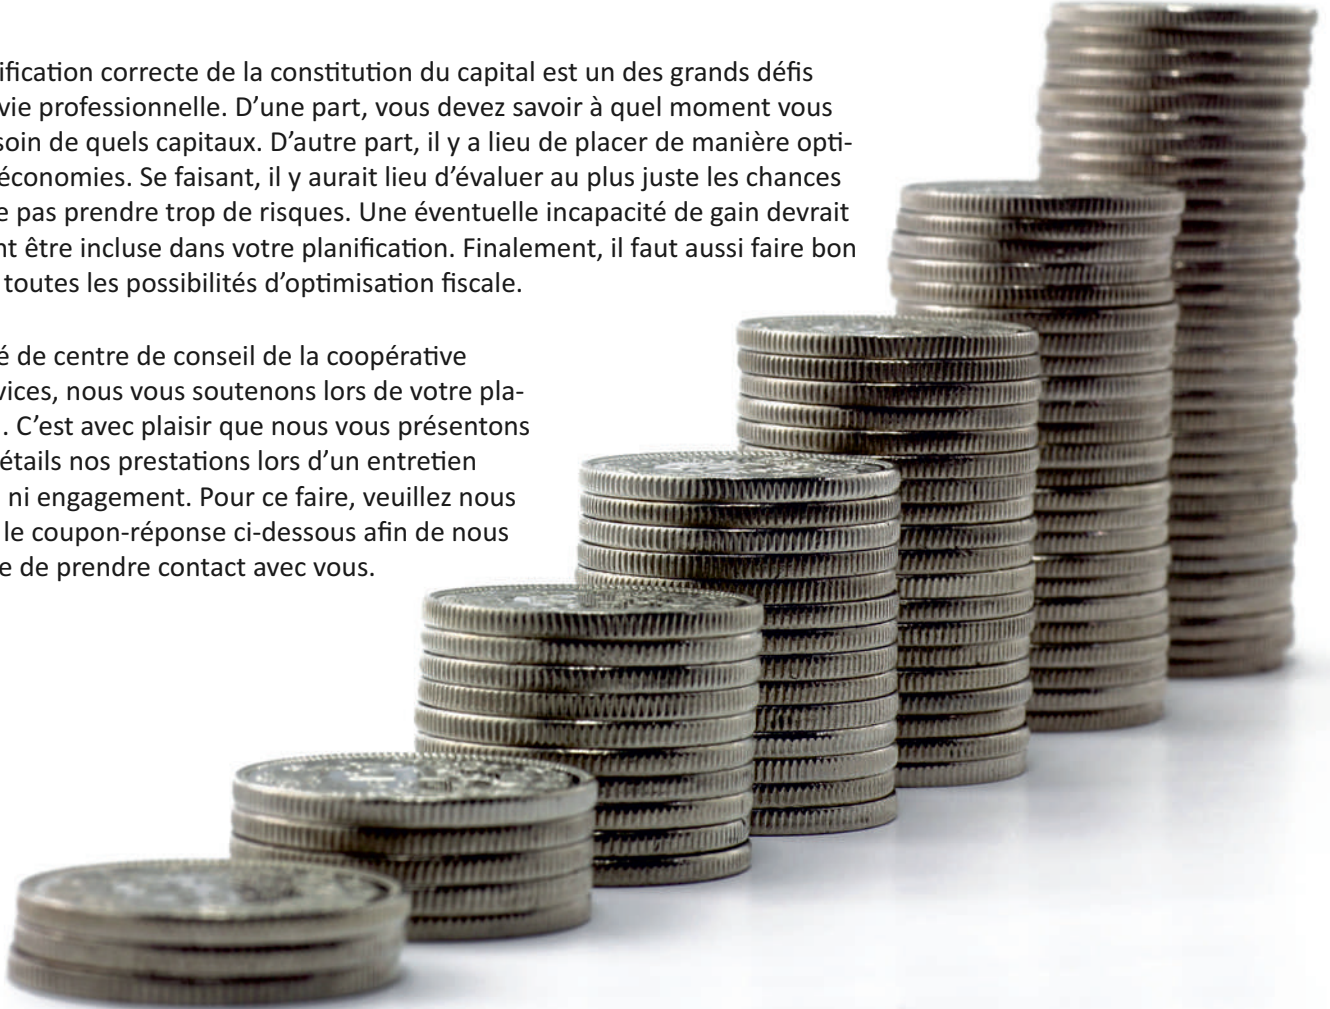 ification correcte de la constitution du capital est un des grands défis
vie professionnelle. D’une part, vous devez savoir à quel moment vous
soin de quels capitaux. D’autre part, il y a lieu de placer de manière opti-
économies. Se faisant, il y aurait lieu d’évaluer au plus juste les chances
e pas prendre trop de risques. Une éventuelle incapacité de gain devrait
nt être incluse dans votre planification. Finalement, il faut aussi faire bon
toutes les possibilités d’optimisation fiscale.
é de centre de conseil de la coopérative
vices, nous vous soutenons lors de votre pla-
. C’est avec plaisir que nous vous présentons
étails nos prestations lors d’un entretien
ni engagement. Pour ce faire, veuillez nous
le coupon-réponse ci-dessous afin de nous
e de prendre contact avec vous.